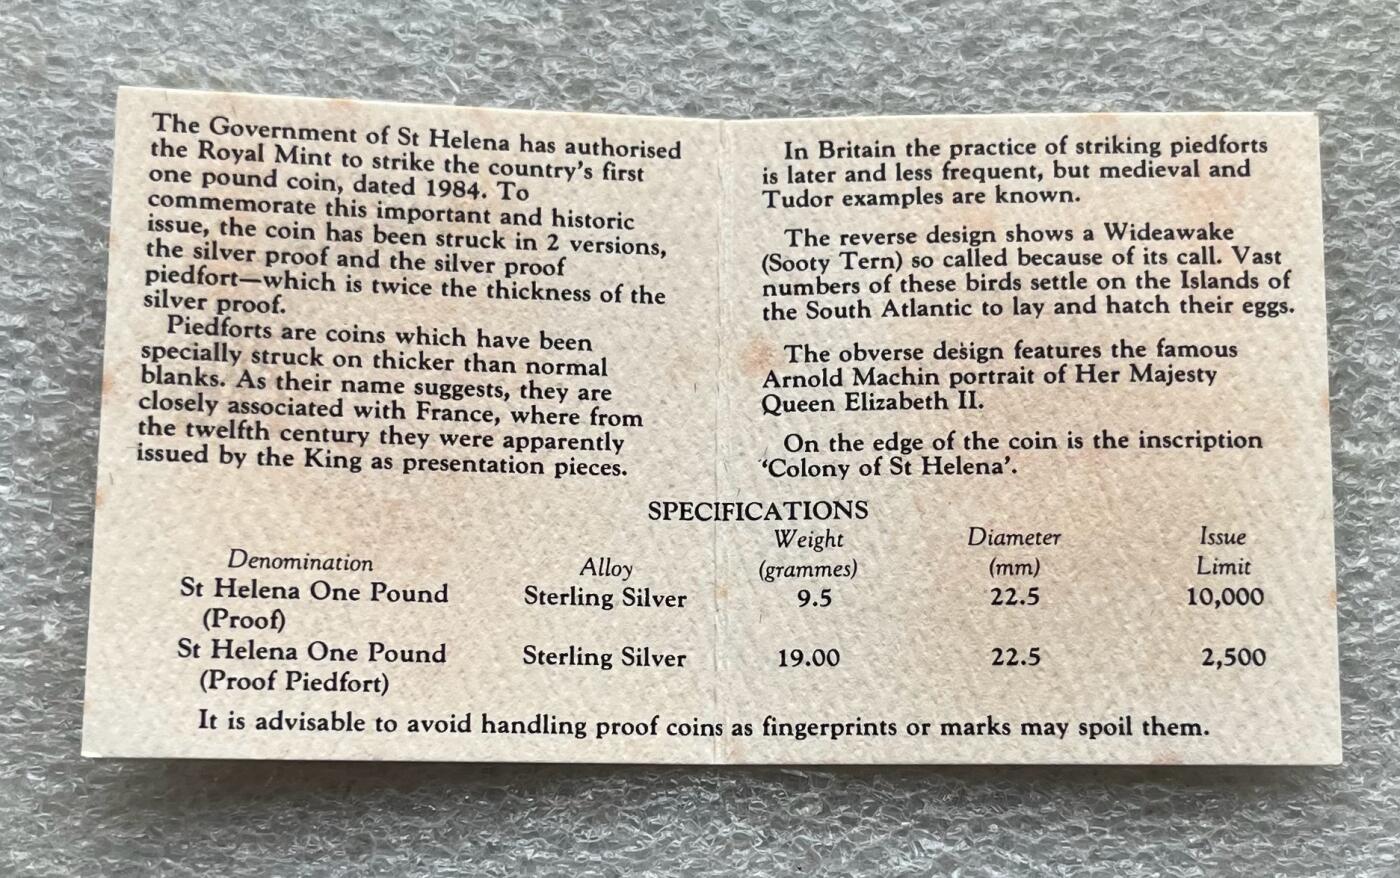 The Government of St Helena has authorised
the Royal Mint to strike the country's first
one pound coin, dated 1984. To
commemorate this important and historic
issue, the coin has been struck in 2 versions,
the silver proof and the silver proof
piedfort—which is twice the thickness of the
silver proof.
Piedforts are coins which have been
specially struck on thicker than normal
blanks. As their name suggests, they are
closely associated with France, where from
the twelfth century they were apparently
issued by the King as presentation pieces.
In Britain the practice of striking piedforts
is later and less frequent, but medieval and
Tudor examples are known.
The reverse design shows a Wideawake
(Sooty Tern) so called because of its call. Vast
numbers of these birds settle on the Islands of
the South Atlantic to lay and hatch their eggs.
The obverse design features the famous
Arnold Machin portrait of Her Majesty
Queen Elizabeth II.
On the edge of the coin is the inscription
'Colony of St Helena'.
SPECIFICATIONS
Denomination Alloy Weight (grammes) Diameter (mm) Issue Limit
St Helena One Pound Sterling Silver 9.5 22.5 10,000
(Proof)
St Helena One Pound Sterling Silver 19.00 22.5 2,500
(Proof Piedfort)
It is advisable to avoid handling proof coins as fingerprints or marks may spoil them.